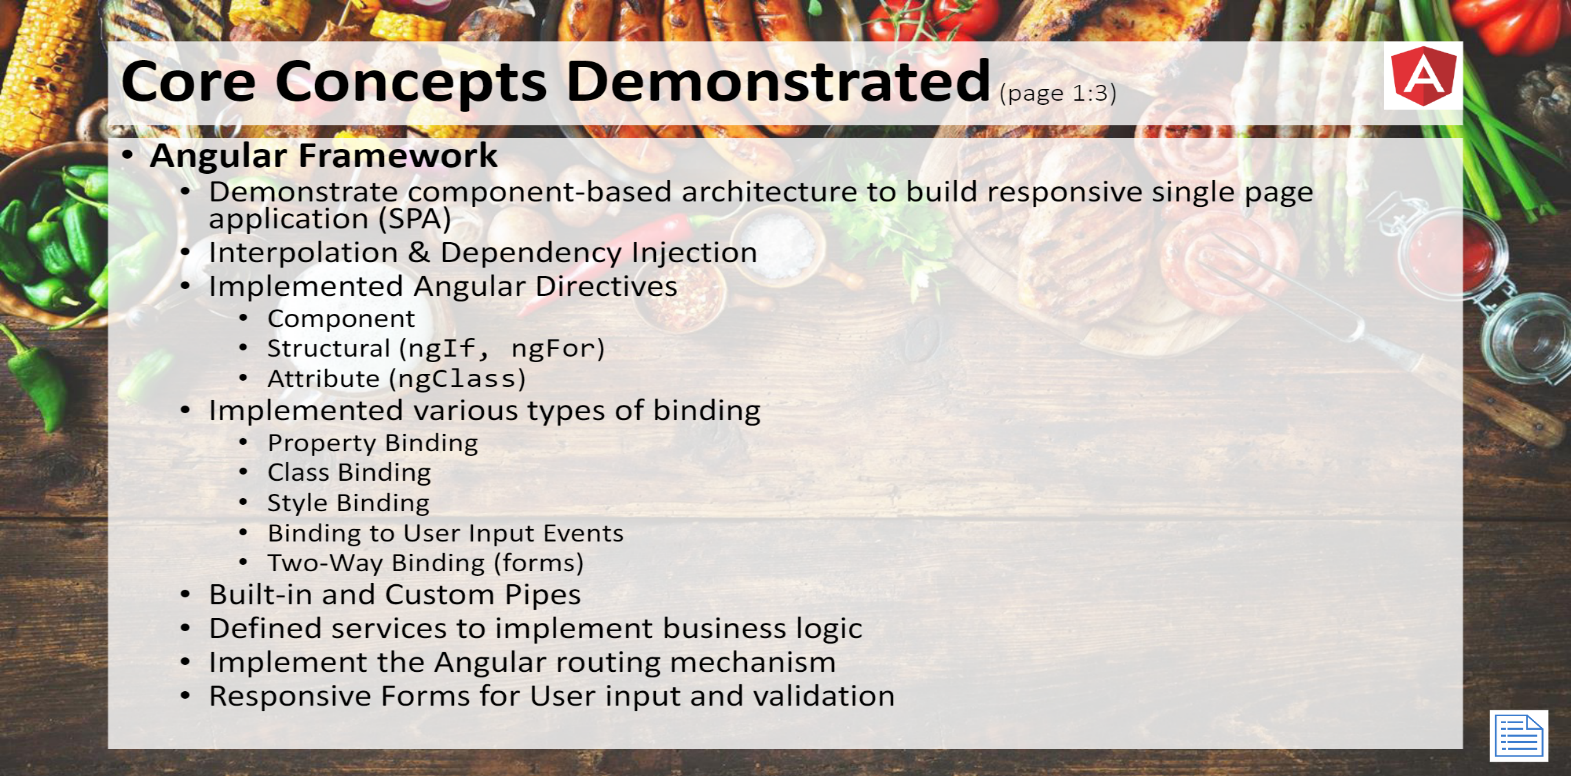 Core Concepts Demonstrated (page 1:3)
• Angular Framework
• Demonstrate component-based architecture to build responsive single page
application (SPA)
• Interpolation & Dependency Injection
• Implemented Angular Directives
• Component
• Structural (ngIf, ngFor)
• Attribute (ngClass)
• Implemented various types of binding
• Property Binding
• Class Binding
• Style Binding
• Binding to User Input Events
• Two-Way Binding (forms)
• Built-in and Custom Pipes
• Defined services to implement business logic
• Implement the Angular routing mechanism
• Responsive Forms for User input and validation